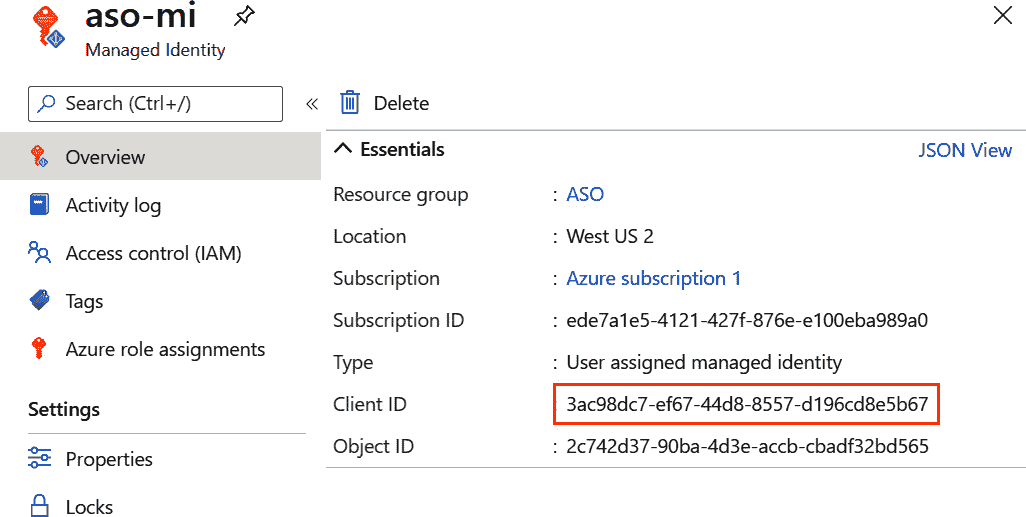 aso-mi
Managed Identity
Search (Ctrl+/)
«
Delete
Overview
Activity log
Access control (IAM)
Tags
Azure role assignments
Settings
Properties
Locks
Essentials
JSON View
Resource group : ASO
Location : West US 2
Subscription : Azure subscription 1
Subscription ID : ede7a1e5-4121-427f-876e-e100eba989a0
Type : User assigned managed identity
Client ID : 3ac98dc7-ef67-44d8-8557-d196cd8e5b67
Object ID : 2c742d37-90ba-4d3e-accb-cbadf32bd565